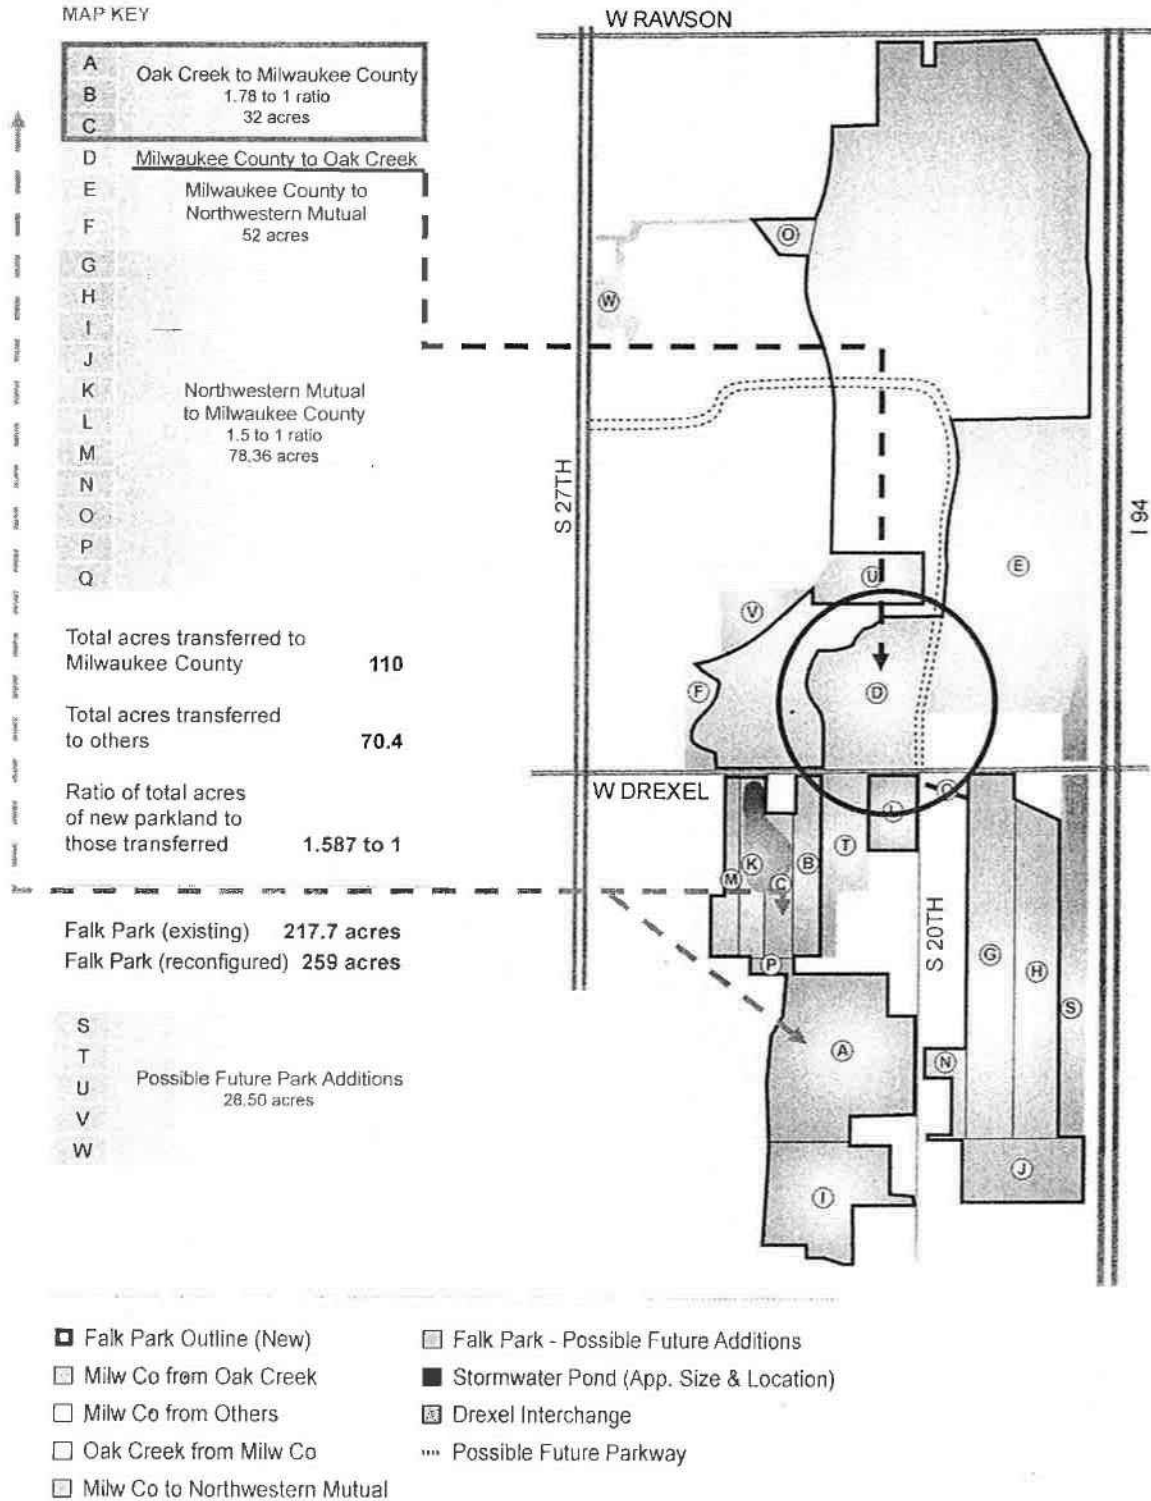 MAP KEY
A
B
C
Oak Creek to Milwaukee County
1.78 to 1 ratio
32 acres
D
Milwaukee County to Oak Creek
E
F
Milwaukee County to
Northwestern Mutual
52 acres
G
H
I
J
K
L
M
N
O
P
Q
Northwestern Mutual
to Milwaukee County
1.5 to 1 ratio
78.36 acres
Total acres transferred to
Milwaukee County 110
Total acres transferred
to others 70.4
Ratio of total acres
of new parkland to
those transferred 1.587 to 1
Falk Park (existing) 217.7 acres
Falk Park (reconfigured) 259 acres
S
T
U
V
W
Possible Future Park Additions
28.50 acres
W RAWSON
S 27TH
I 94
W DREXEL
S 20TH
O
W
E
U
V
F
D
L
T
B
K
M
C
P
G
H
S
A
N
J
I
Falk Park Outline (New)
Milw Co from Oak Creek
Milw Co from Others
Oak Creek from Milw Co
Milw Co to Northwestern Mutual
Falk Park - Possible Future Additions
Stormwater Pond (App. Size & Location)
Drexel Interchange
Possible Future Parkway